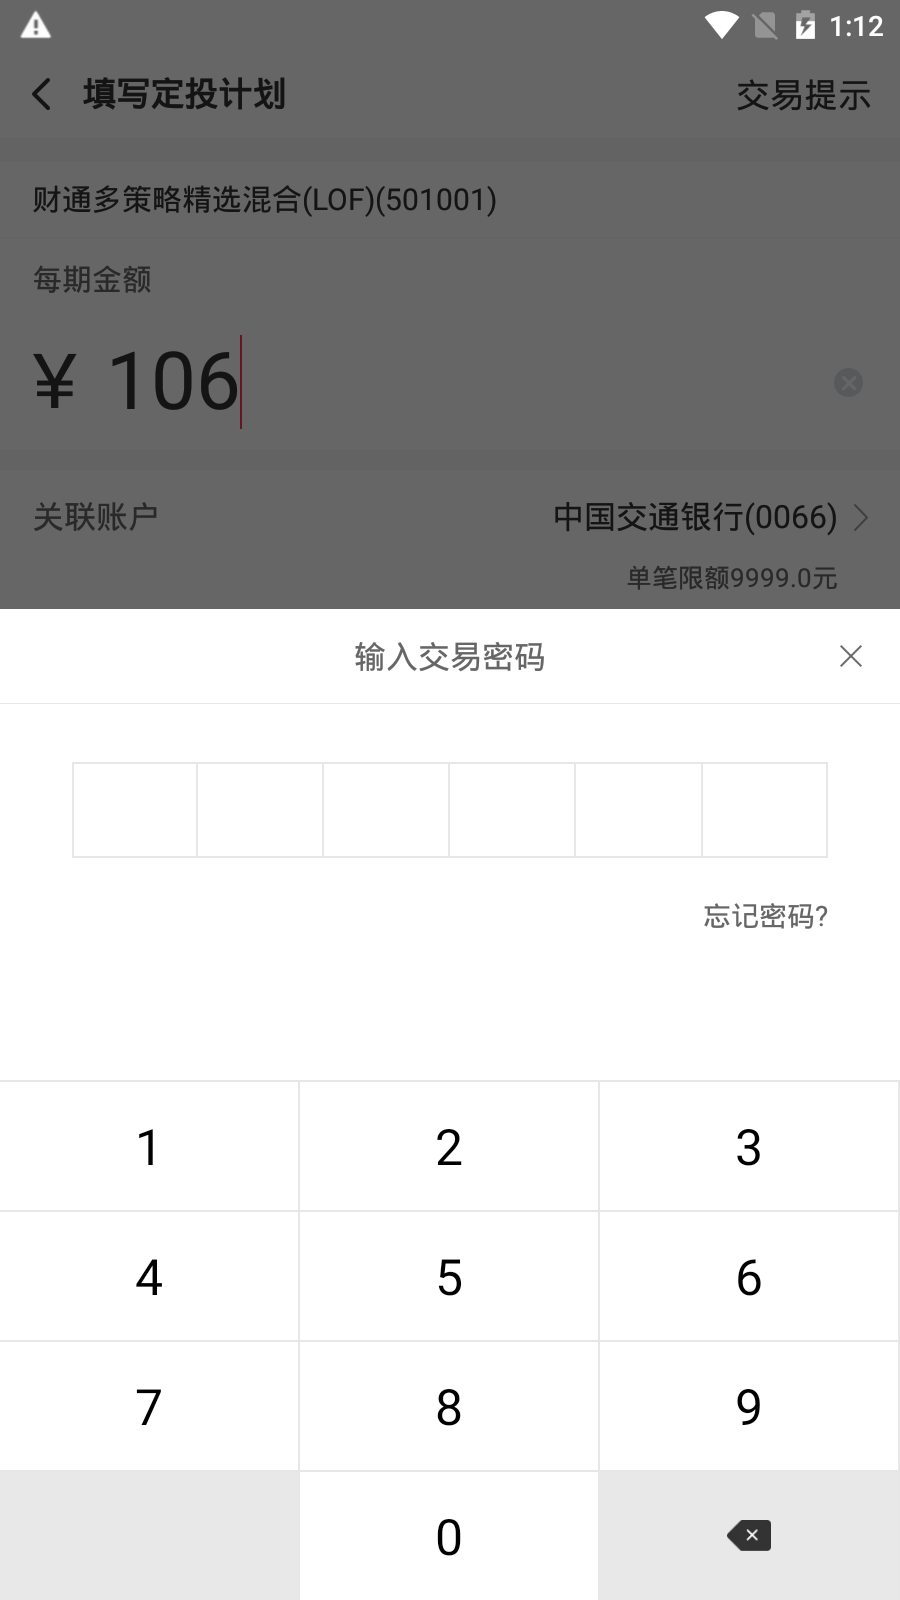 1:12
填写定投计划
交易提示
财通多策略精选混合(LOF)(501001)
每期金额
¥ 106
关联账户
中国交通银行(0066)
单笔限额9999.0元
输入交易密码
忘记密码?
1 2 3
4 5 6
7 8 9
0